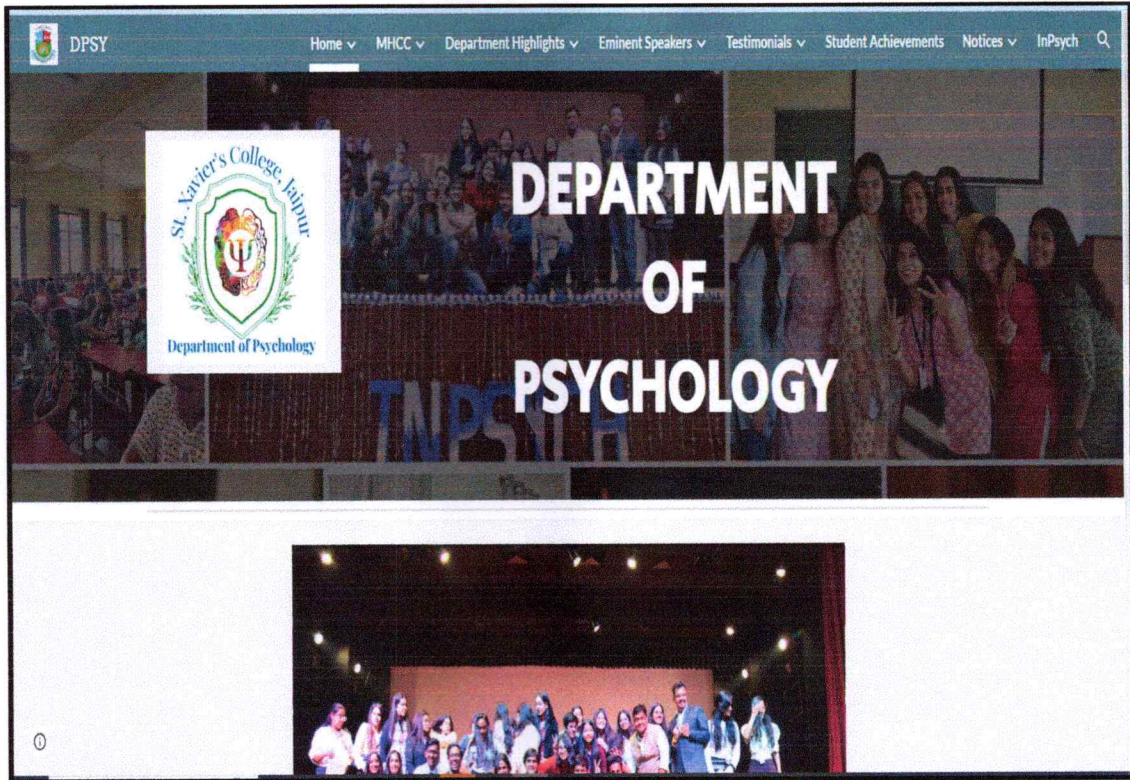 DPSY
Home
MHCC
Department Highlights
Eminent Speakers
Testimonials
Student Achievements
Notices
InPsych
St. Xavier's College, Jaipur
Ψ
Department of Psychology
DEPARTMENT
OF
PSYCHOLOGY